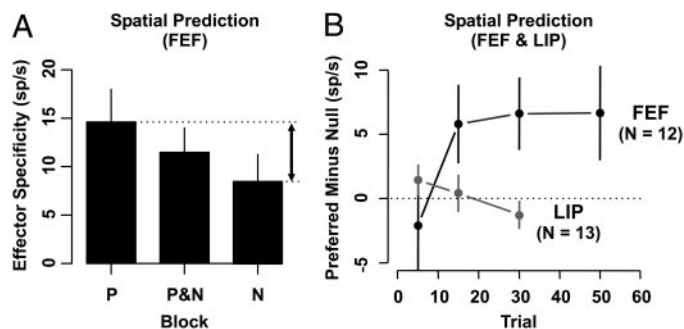 A
Spatial Prediction
(FEF)
Effector Specificity (sp/s)
20
15
10
5
0
P
P&N
N
Block
B
Spatial Prediction
(FEF & LIP)
Preferred Minus Null (sp/s)
10
5
0
-5
FEF
(N = 12)
LIP
(N = 13)
0
10
20
30
40
50
60
Trial